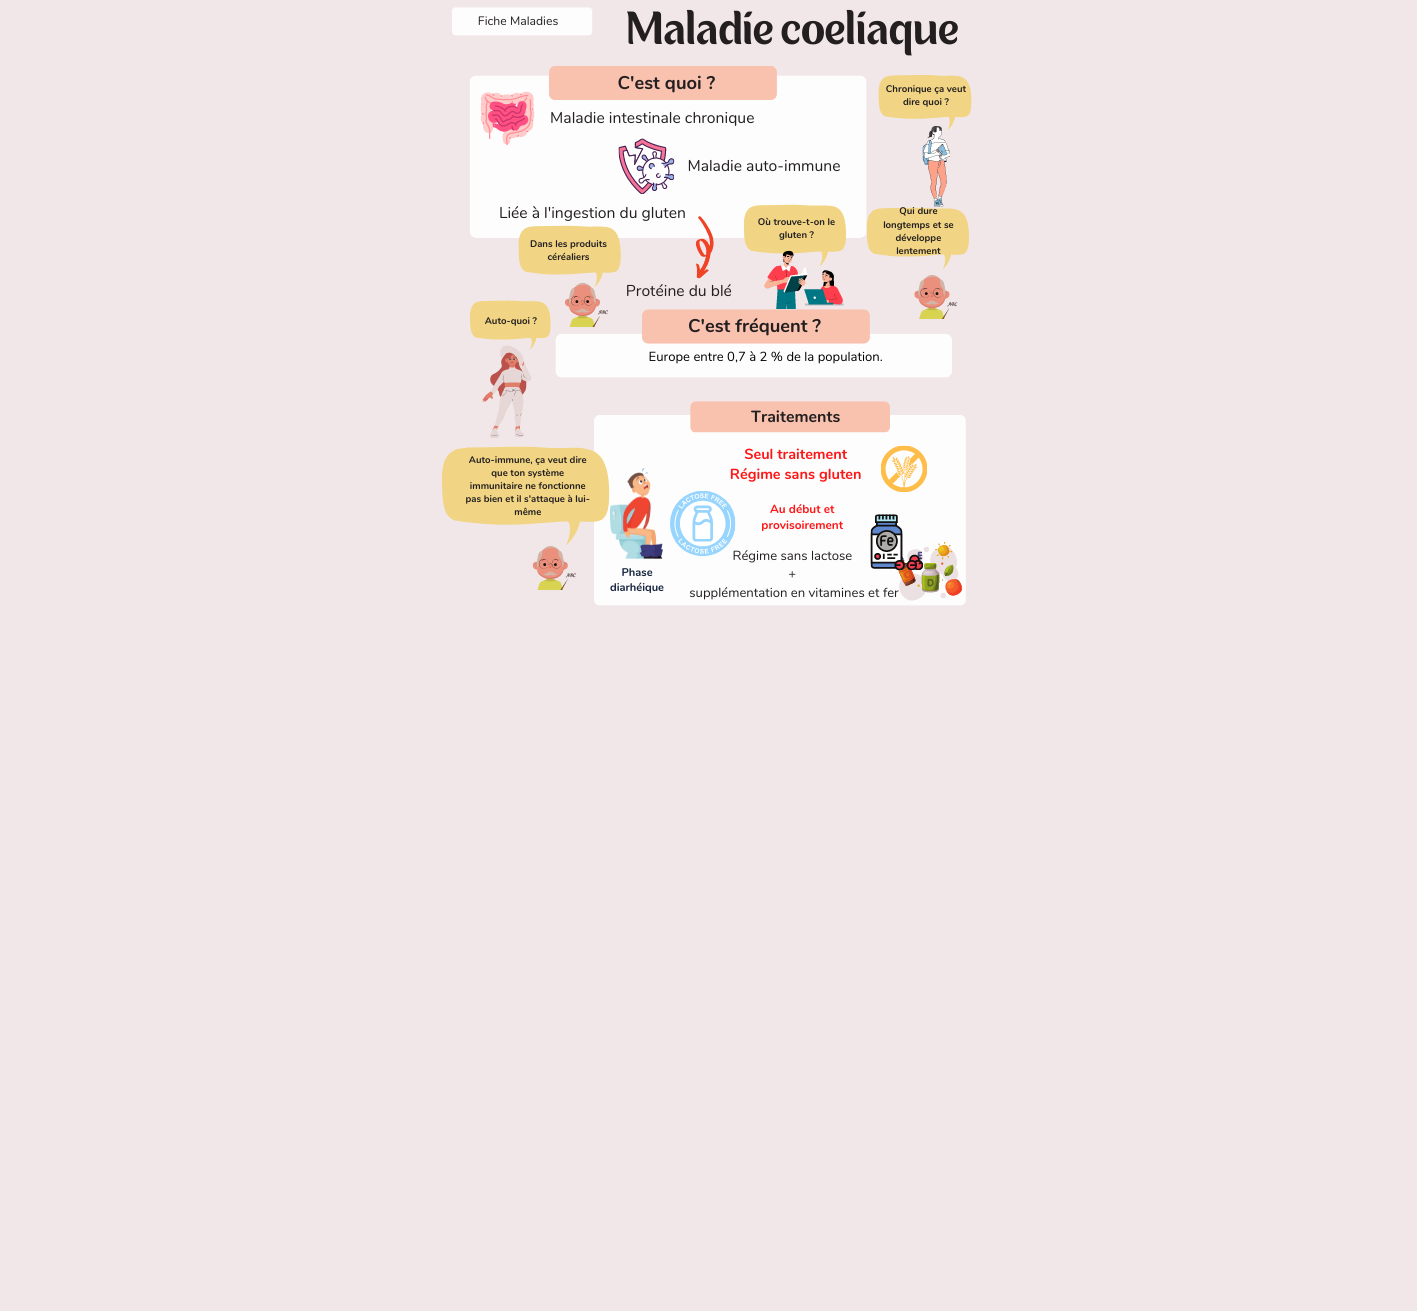 Fiche Maladies
Maladie coeliaque
C'est quoi ?
Maladie intestinale chronique
Maladie auto-immune
Liée à l'ingestion du gluten
Chronique ça veut
dire quoi ?
Qui dure
longtemps et se
développe
lentement
Où trouve-t-on le
gluten ?
Dans les produits
céréaliers
Protéine du blé
Auto-quoi ?
C'est fréquent ?
Europe entre 0,7 à 2 % de la population.
Auto-immune, ça veut dire
que ton système
immunitaire ne fonctionne
pas bien et il s'attaque à lui-
même
Traitements
Seul traitement
Régime sans gluten
LACTOSE FREE
LACTOSE FREE
Au début et
provisoirement
Régime sans lactose
+
supplémentation en vitamines et fer
Phase
diarhéique
Fe
E
D